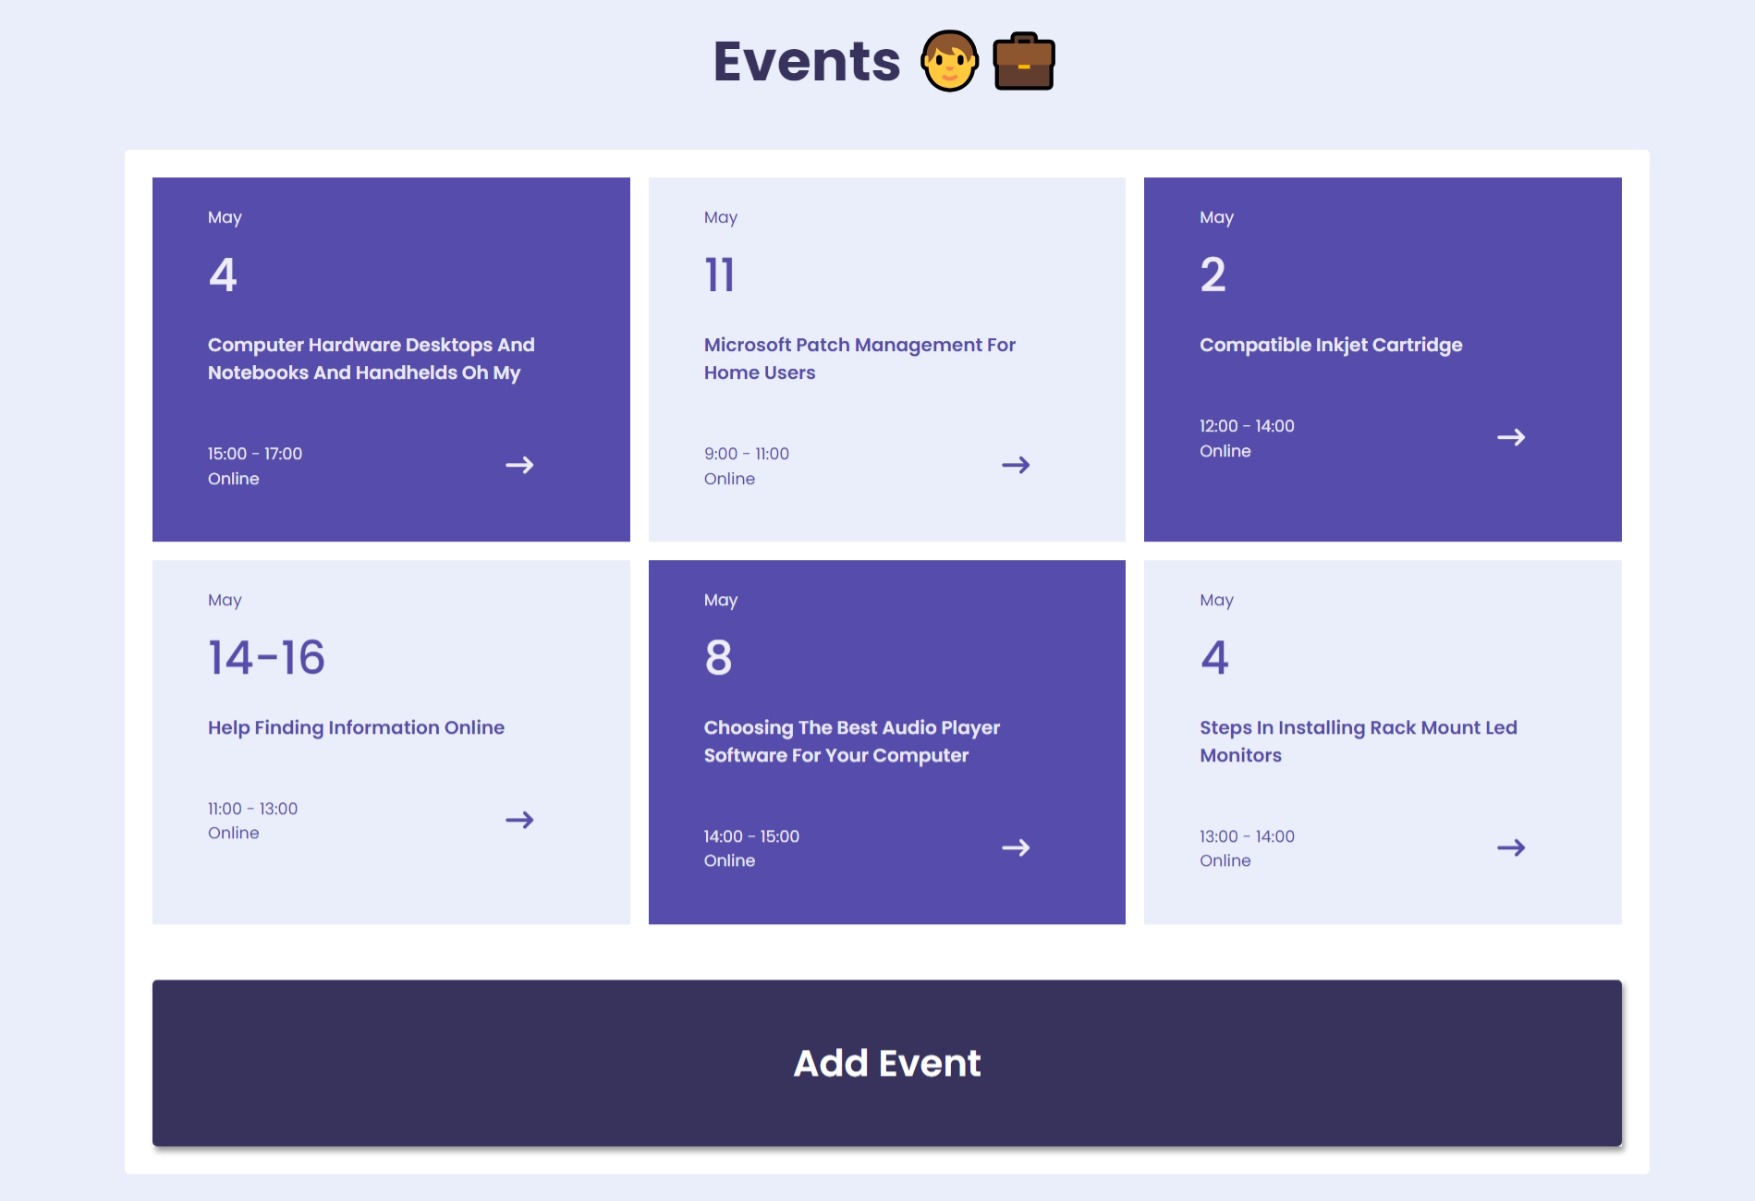 Events
May
4
Computer Hardware Desktops And
Notebooks And Handhelds Oh My
15:00 - 17:00
Online
May
11
Microsoft Patch Management For
Home Users
9:00 - 11:00
Online
May
2
Compatible Inkjet Cartridge
12:00 - 14:00
Online
May
14-16
Help Finding Information Online
11:00 - 13:00
Online
May
8
Choosing The Best Audio Player
Software For Your Computer
14:00 - 15:00
Online
May
4
Steps In Installing Rack Mount Led
Monitors
13:00 - 14:00
Online
Add Event